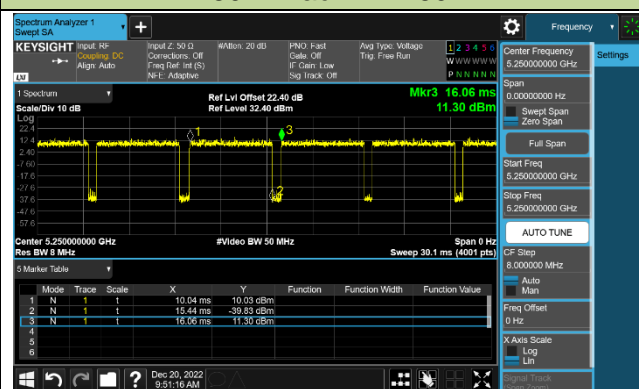 Spectrum Analyzer 1
Swept SA
Frequency
KEYSIGHT
Input: RF
Coupling: DC
Align: Auto
Input Z: 50 Ω
Corrections: Off
Freq Ref: Int (S)
NFE: Adaptive
#Atten: 20 dB
PNO: Fast
Gate: Off
IF Gain: Low
Sig Track: Off
Avg Type: Voltage
Trig: Free Run
1 2 3 4 5 6
W W W W W W
P N N N N N
LXI
1 Spectrum
Scale/Div 10 dB
Ref Lvl Offset 22.40 dB
Ref Level 32.40 dBm
Mkr3 16.06 ms
11.30 dBm
Log
22.4
12.4
2.40
-7.60
-17.6
-27.6
-37.6
-47.6
-57.6
1
2
3
Center 5.250000000 GHz
Res BW 8 MHz
#Video BW 50 MHz
Span 0 Hz
Sweep 30.1 ms (4001 pts)
5 Marker Table
Mode Trace Scale X Y Function Function Width Function Value
1 N 1 t 10.04 ms 10.03 dBm
2 N 1 t 15.44 ms -39.83 dBm
3 N 1 t 16.06 ms 11.30 dBm
4
5
6
Dec 20, 2022
9:51:16 AM
Settings
Center Frequency
5.250000000 GHz
Span
0.00000000 Hz
Swept Span
Zero Span
Full Span
Start Freq
5.250000000 GHz
Stop Freq
5.250000000 GHz
AUTO TUNE
CF Step
8.000000 MHz
Auto
Man
Freq Offset
0 Hz
X Axis Scale
Log
Lin
Signal Track
(Span Zoom)